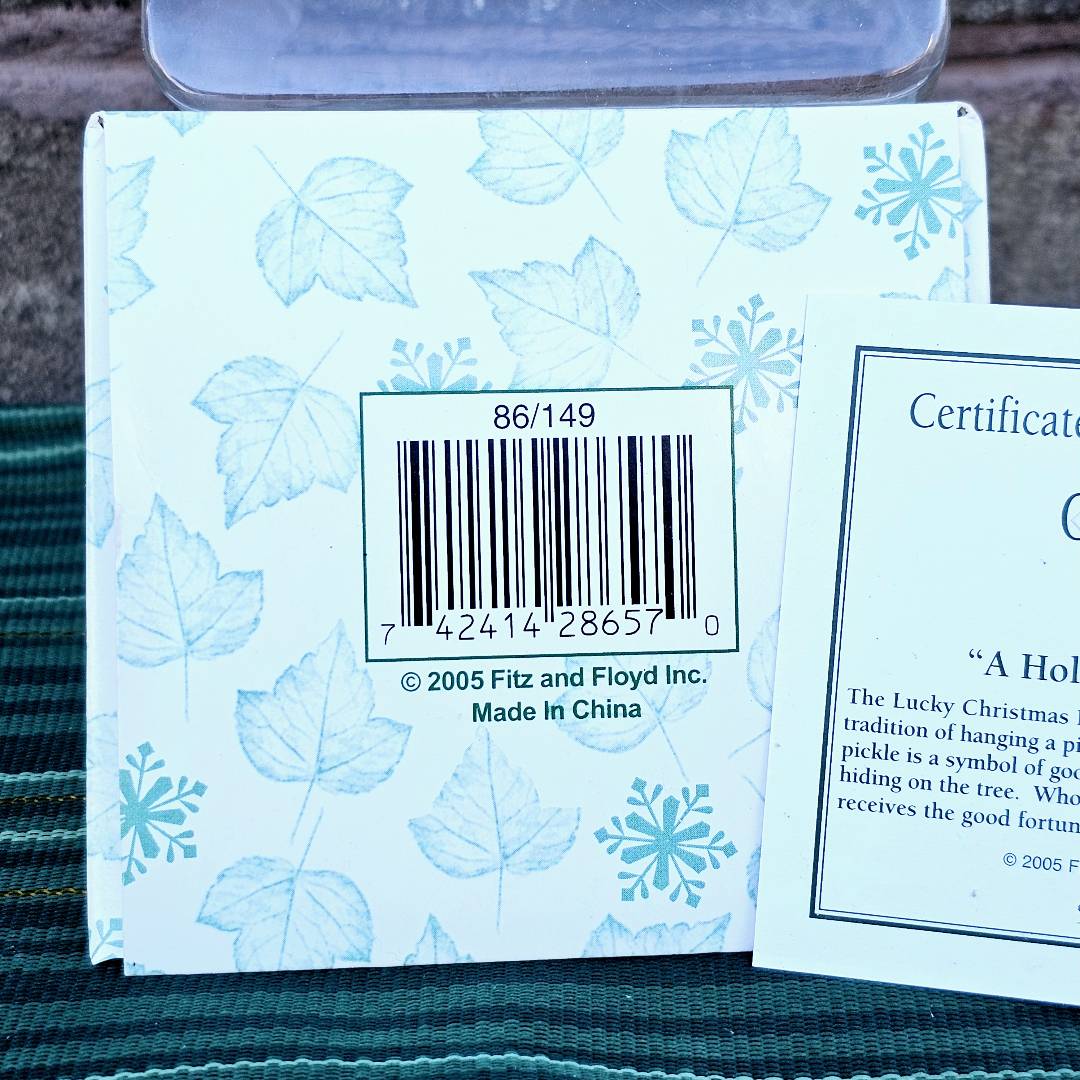 86/149
7 42414 28657 0
© 2005 Fitz and Floyd Inc.
Made In China
Certificate
"A Hol
The Lucky Christmas
tradition of hanging a pi
pickle is a symbol of goo
hiding on the tree. Who
receives the good fortun
© 2005 F